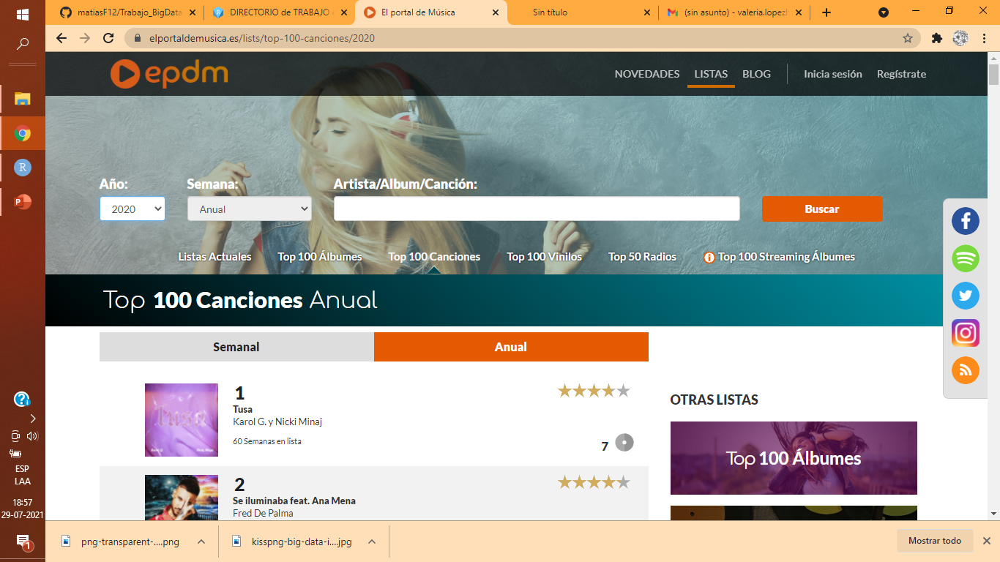 matiasF12/Trabajo_BigData
DIRECTORIO de TRABAJO
El portal de Música
Sin título
(sin asunto) - valeria.lopez
elportaldemusica.es/lists/top-100-canciones/2020
epdm
NOVEDADES
LISTAS
BLOG
Inicia sesión
Regístrate
Año:
Semana:
Artista/Album/Canción:
2020
Anual
Buscar
Listas Actuales
Top 100 Álbumes
Top 100 Canciones
Top 100 Vinilos
Top 50 Radios
Top 100 Streaming Álbumes
Top 100 Canciones Anual
Semanal
Anual
1
Tusa
Karol G. y Nicki Minaj
60 Semanas en lista
7
2
Se iluminaba feat. Ana Mena
Fred De Palma
OTRAS LISTAS
Top 100 Álbumes
ESP
LAA
18:57
29-07-2021
1
png-transparent-....png
kisspng-big-data-i....jpg
Mostrar todo